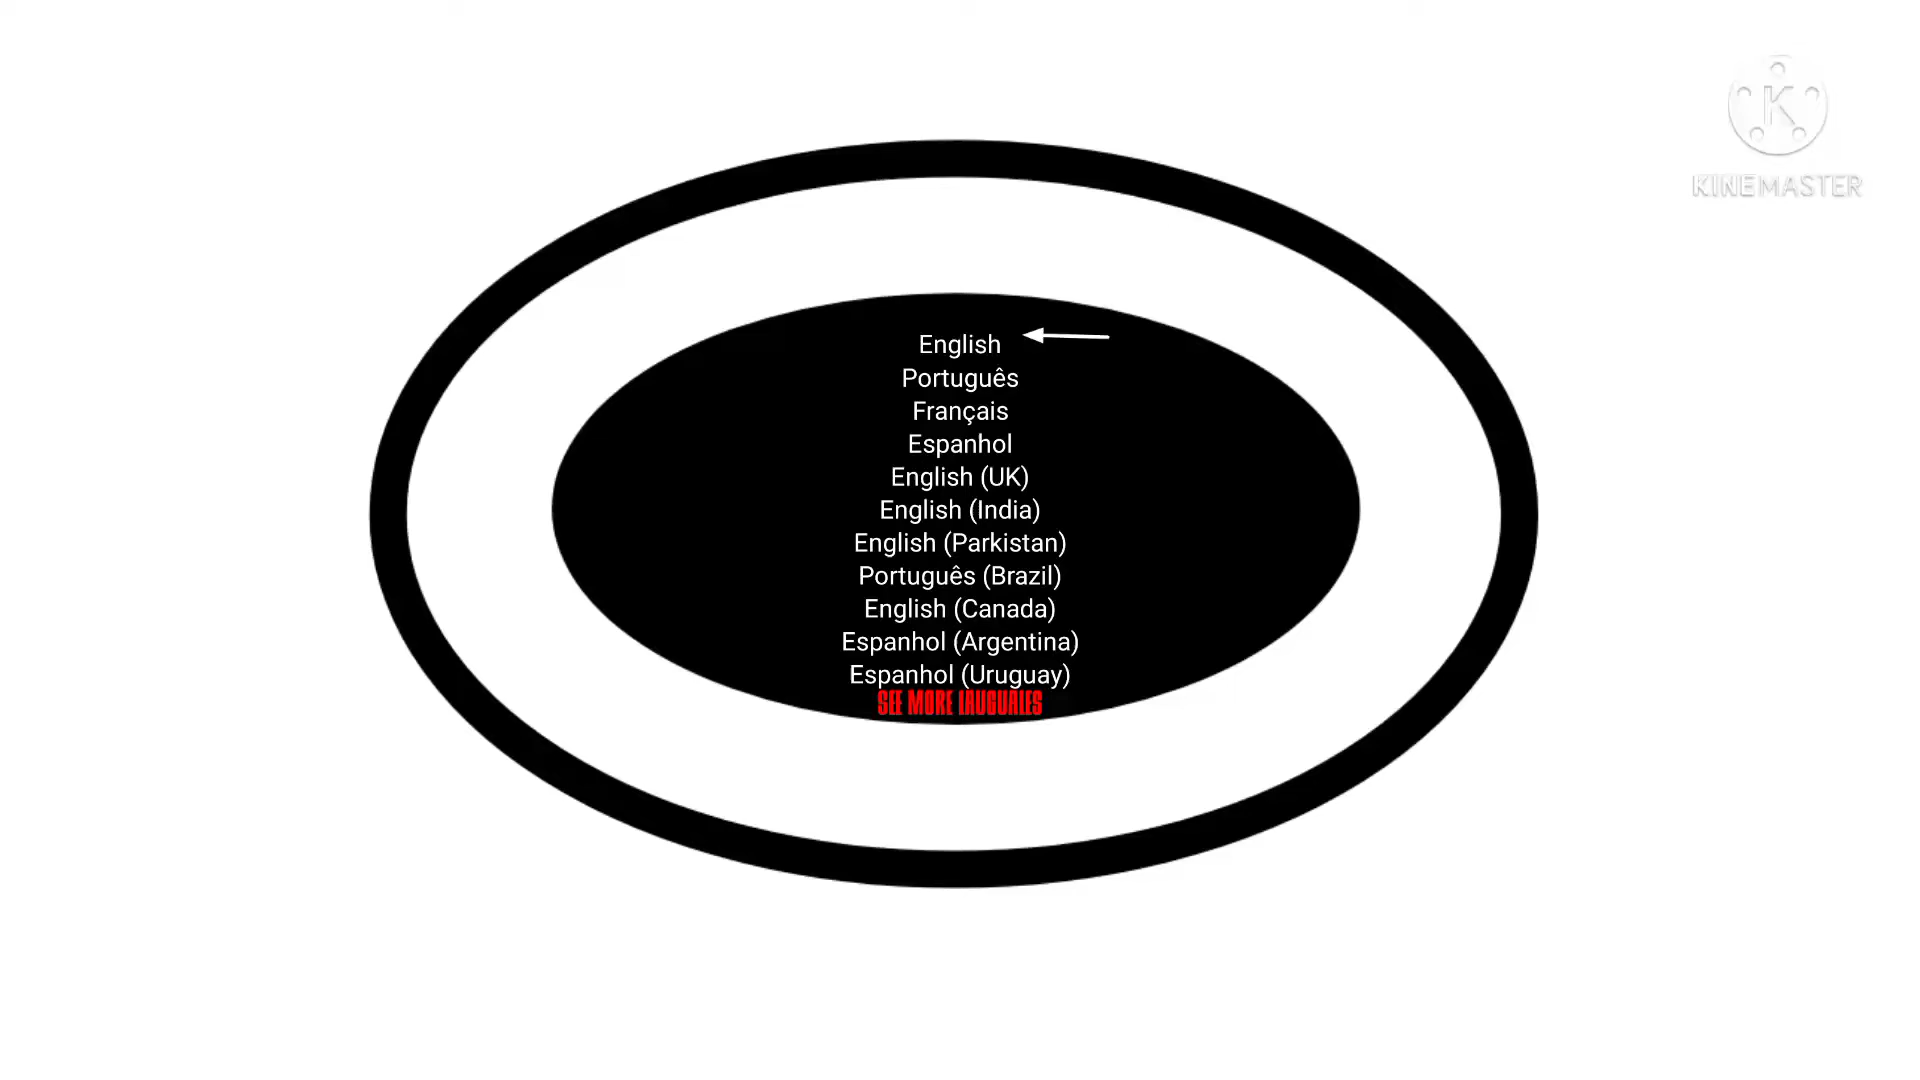 K
KINEMASTER
English
Português
Français
Espanhol
English (UK)
English (India)
English (Parkistan)
Português (Brazil)
English (Canada)
Espanhol (Argentina)
Espanhol (Uruguay)
SEE MORE LAUGUALES